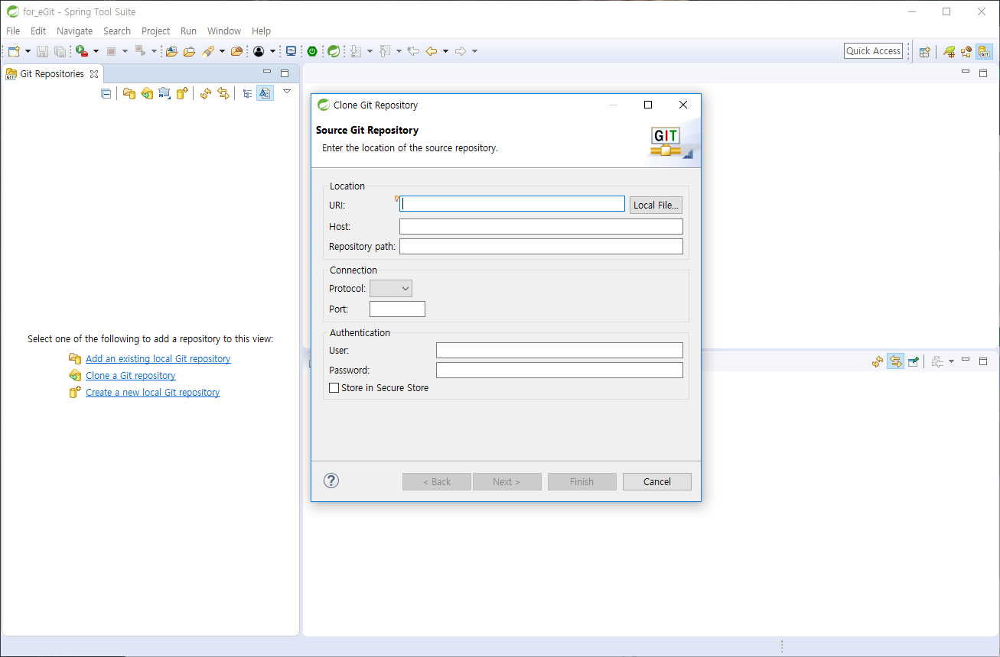 for_eGit - Spring Tool Suite
File Edit Navigate Search Project Run Window Help
Quick Access
GIT
GIT Git Repositories
Clone Git Repository
Source Git Repository
Enter the location of the source repository.
GIT
Location
URI:
Local File...
Host:
Repository path:
Connection
Protocol:
Port:
Authentication
User:
Password:
Store in Secure Store
? < Back Next > Finish Cancel
Select one of the following to add a repository to this view:
Add an existing local Git repository
Clone a Git repository
Create a new local Git repository